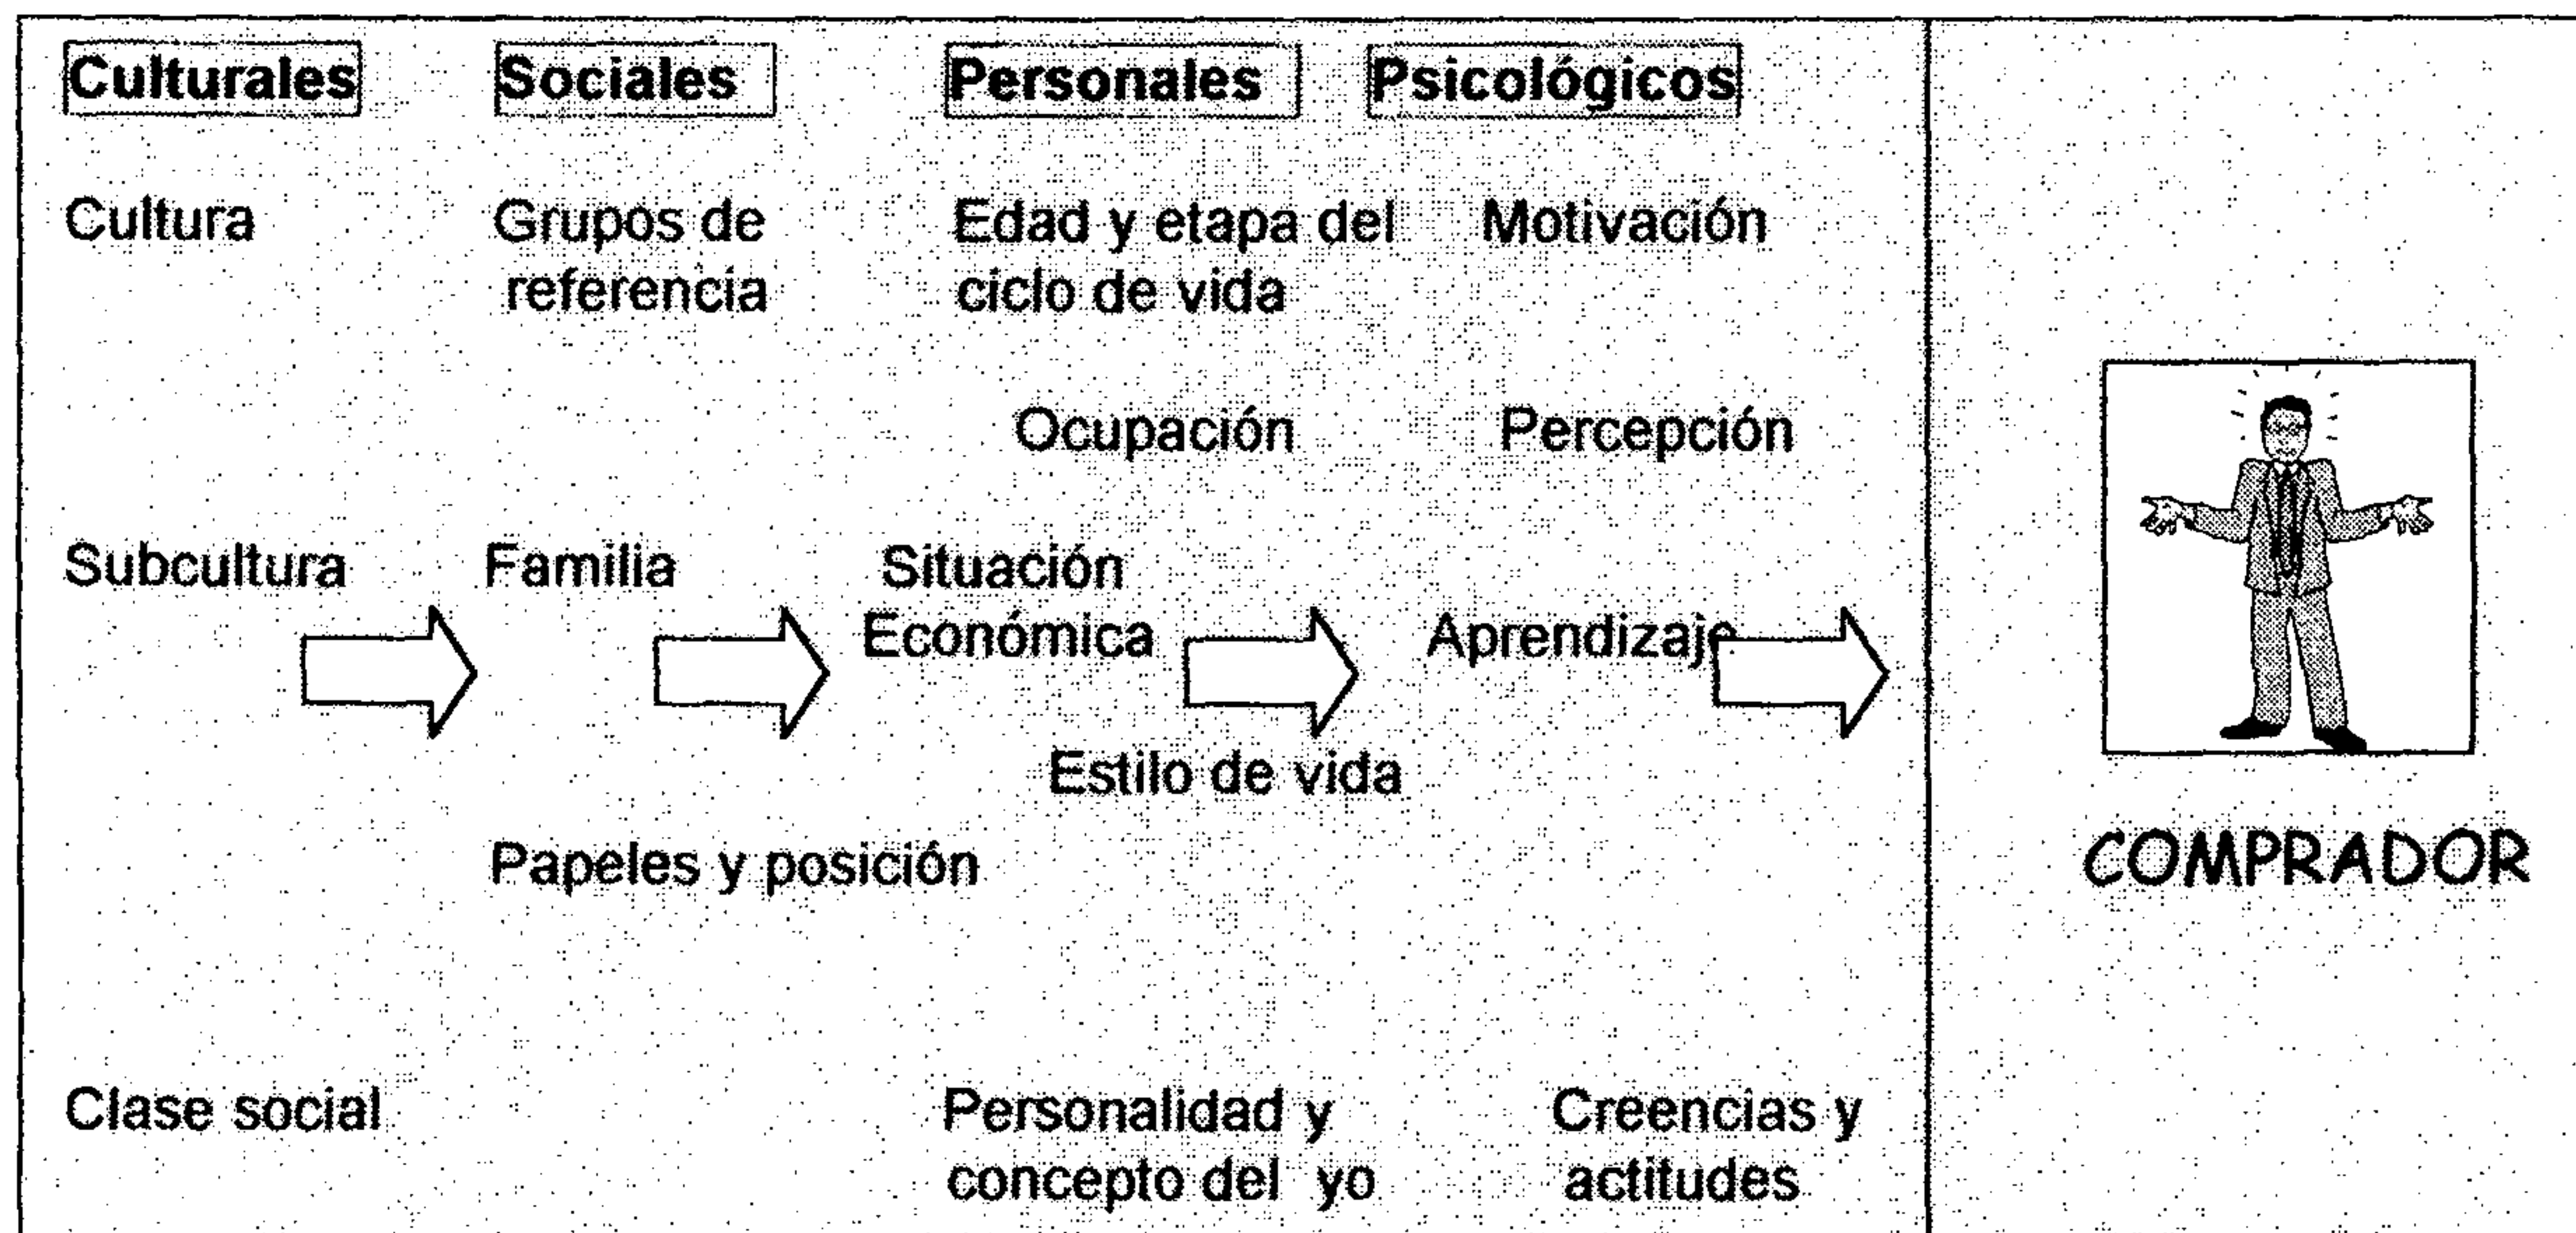 Culturales Sociales Personales Psicológicos
Cultura Grupos de Edad y etapa del Motivación
referencia ciclo de vida
Ocupación Percepción
Subcultura Familia Situación
Económica Aprendizaje
Estilo de vida
Papeles y posición
COMPRADOR
Clase social Personalidad y Creencias y
concepto del yo actitudes